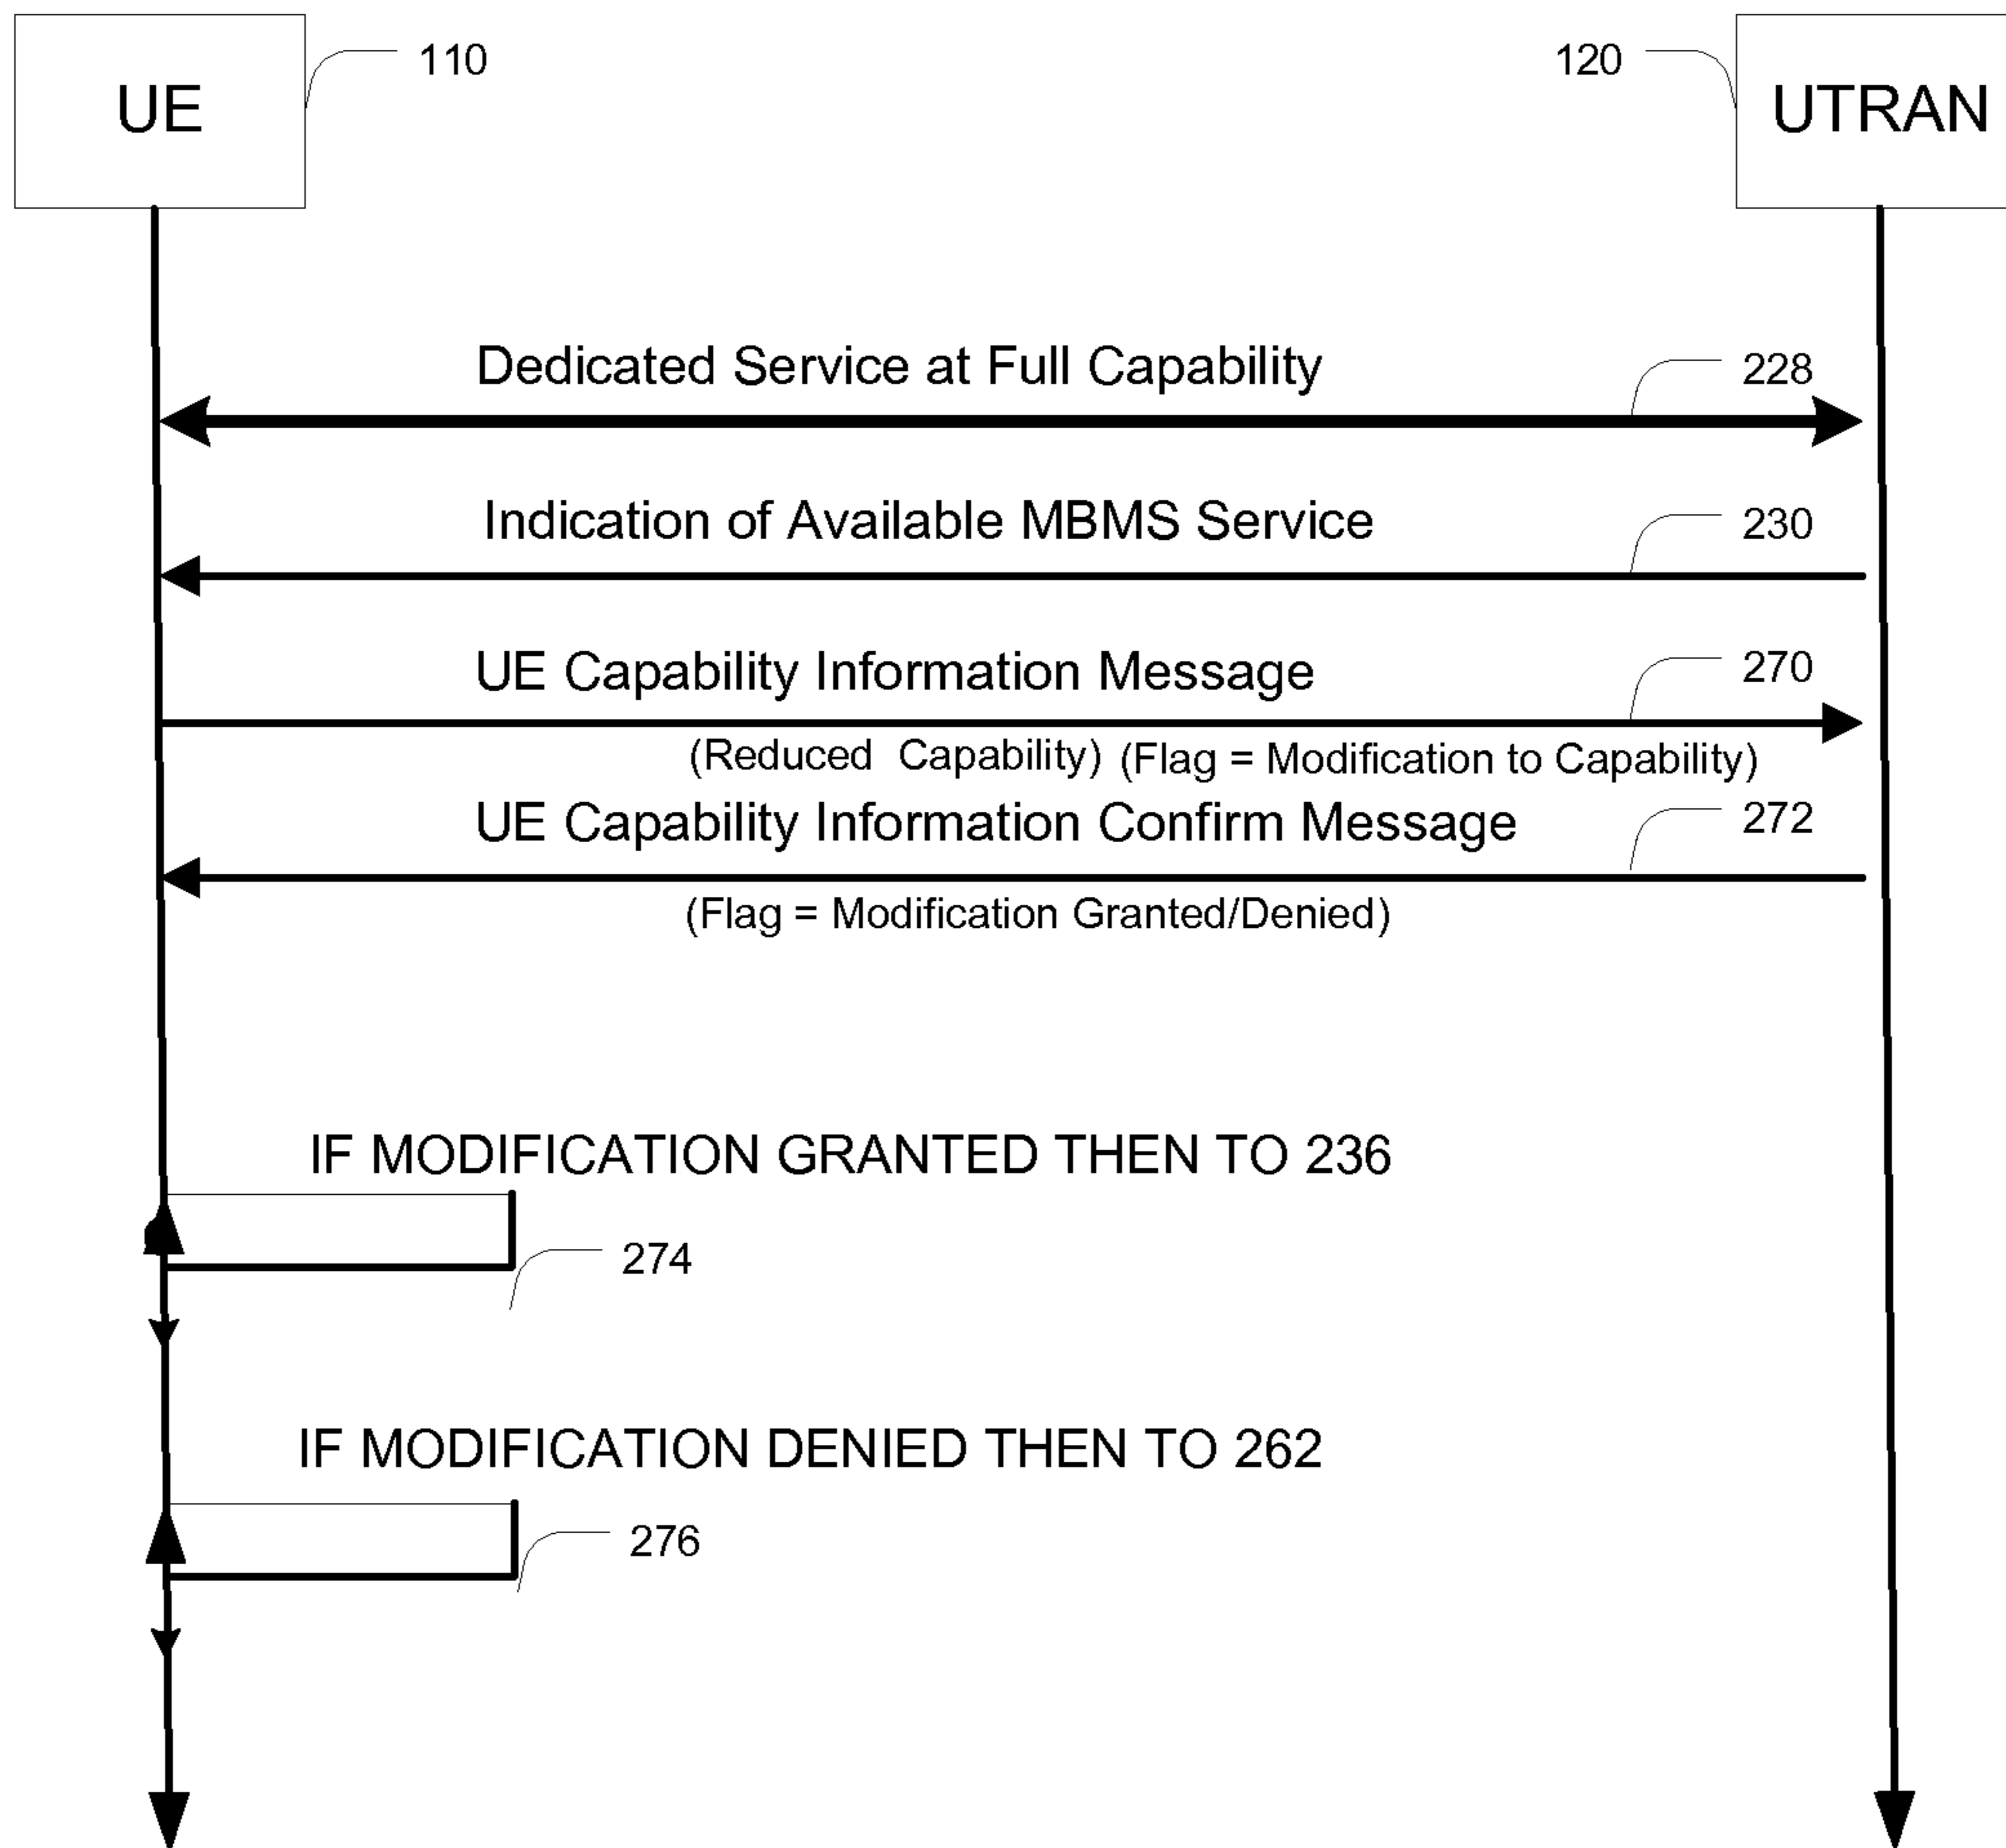 UE
110
120
UTRAN
Dedicated Service at Full Capability
228
Indication of Available MBMS Service
230
UE Capability Information Message
270
(Reduced Capability) (Flag = Modification to Capability)
UE Capability Information Confirm Message
272
(Flag = Modification Granted/Denied)
IF MODIFICATION GRANTED THEN TO 236
274
IF MODIFICATION DENIED THEN TO 262
276